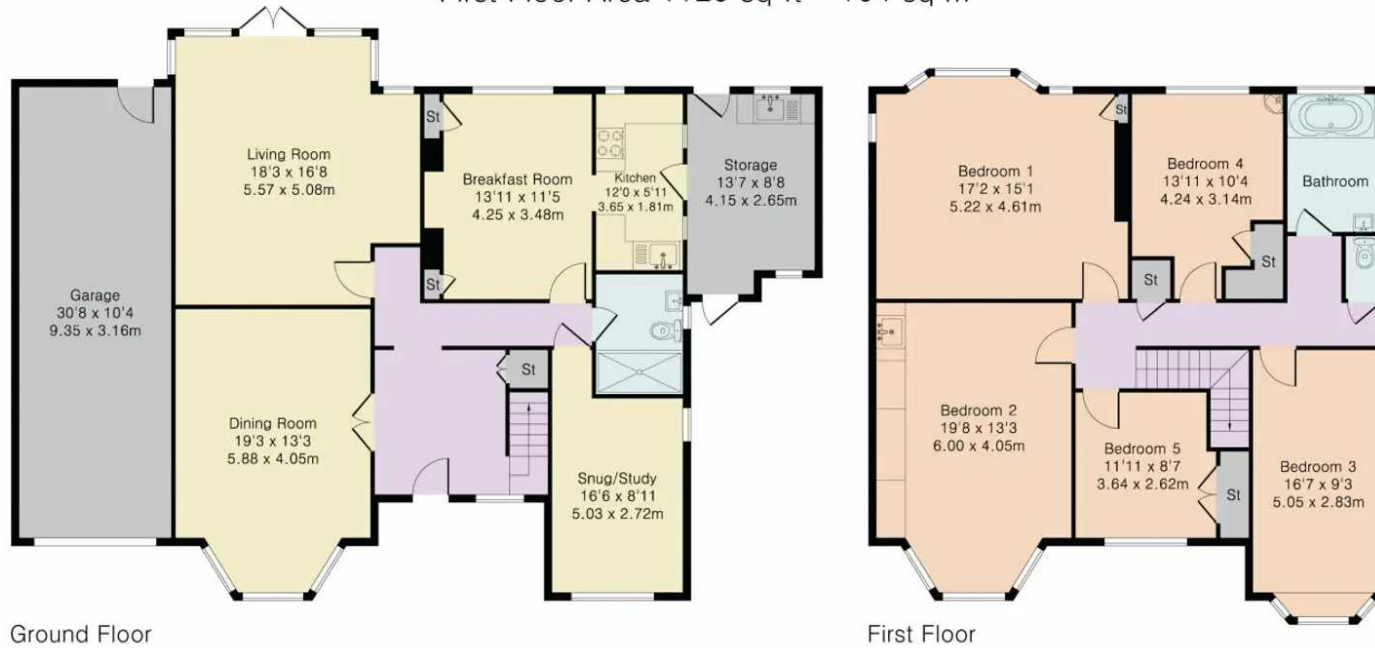 Living Room
18'3 x 16'8
5.57 x 5.08m
St
Breakfast Room
13'11 x 11'5
4.25 x 3.48m
Kitchen
12'0 x 5'11
3.65 x 1.81m
Storage
13'7 x 8'8
4.15 x 2.65m
St
Garage
30'8 x 10'4
9.35 x 3.16m
St
Dining Room
19'3 x 13'3
5.88 x 4.05m
Snug/Study
16'6 x 8'11
5.03 x 2.72m
Ground Floor
St
Bedroom 1
17'2 x 15'1
5.22 x 4.61m
Bedroom 4
13'11 x 10'4
4.24 x 3.14m
Bathroom
St
St
Bedroom 2
19'8 x 13'3
6.00 x 4.05m
Bedroom 5
11'11 x 8'7
3.64 x 2.62m
St
Bedroom 3
16'7 x 9'3
5.05 x 2.83m
First Floor